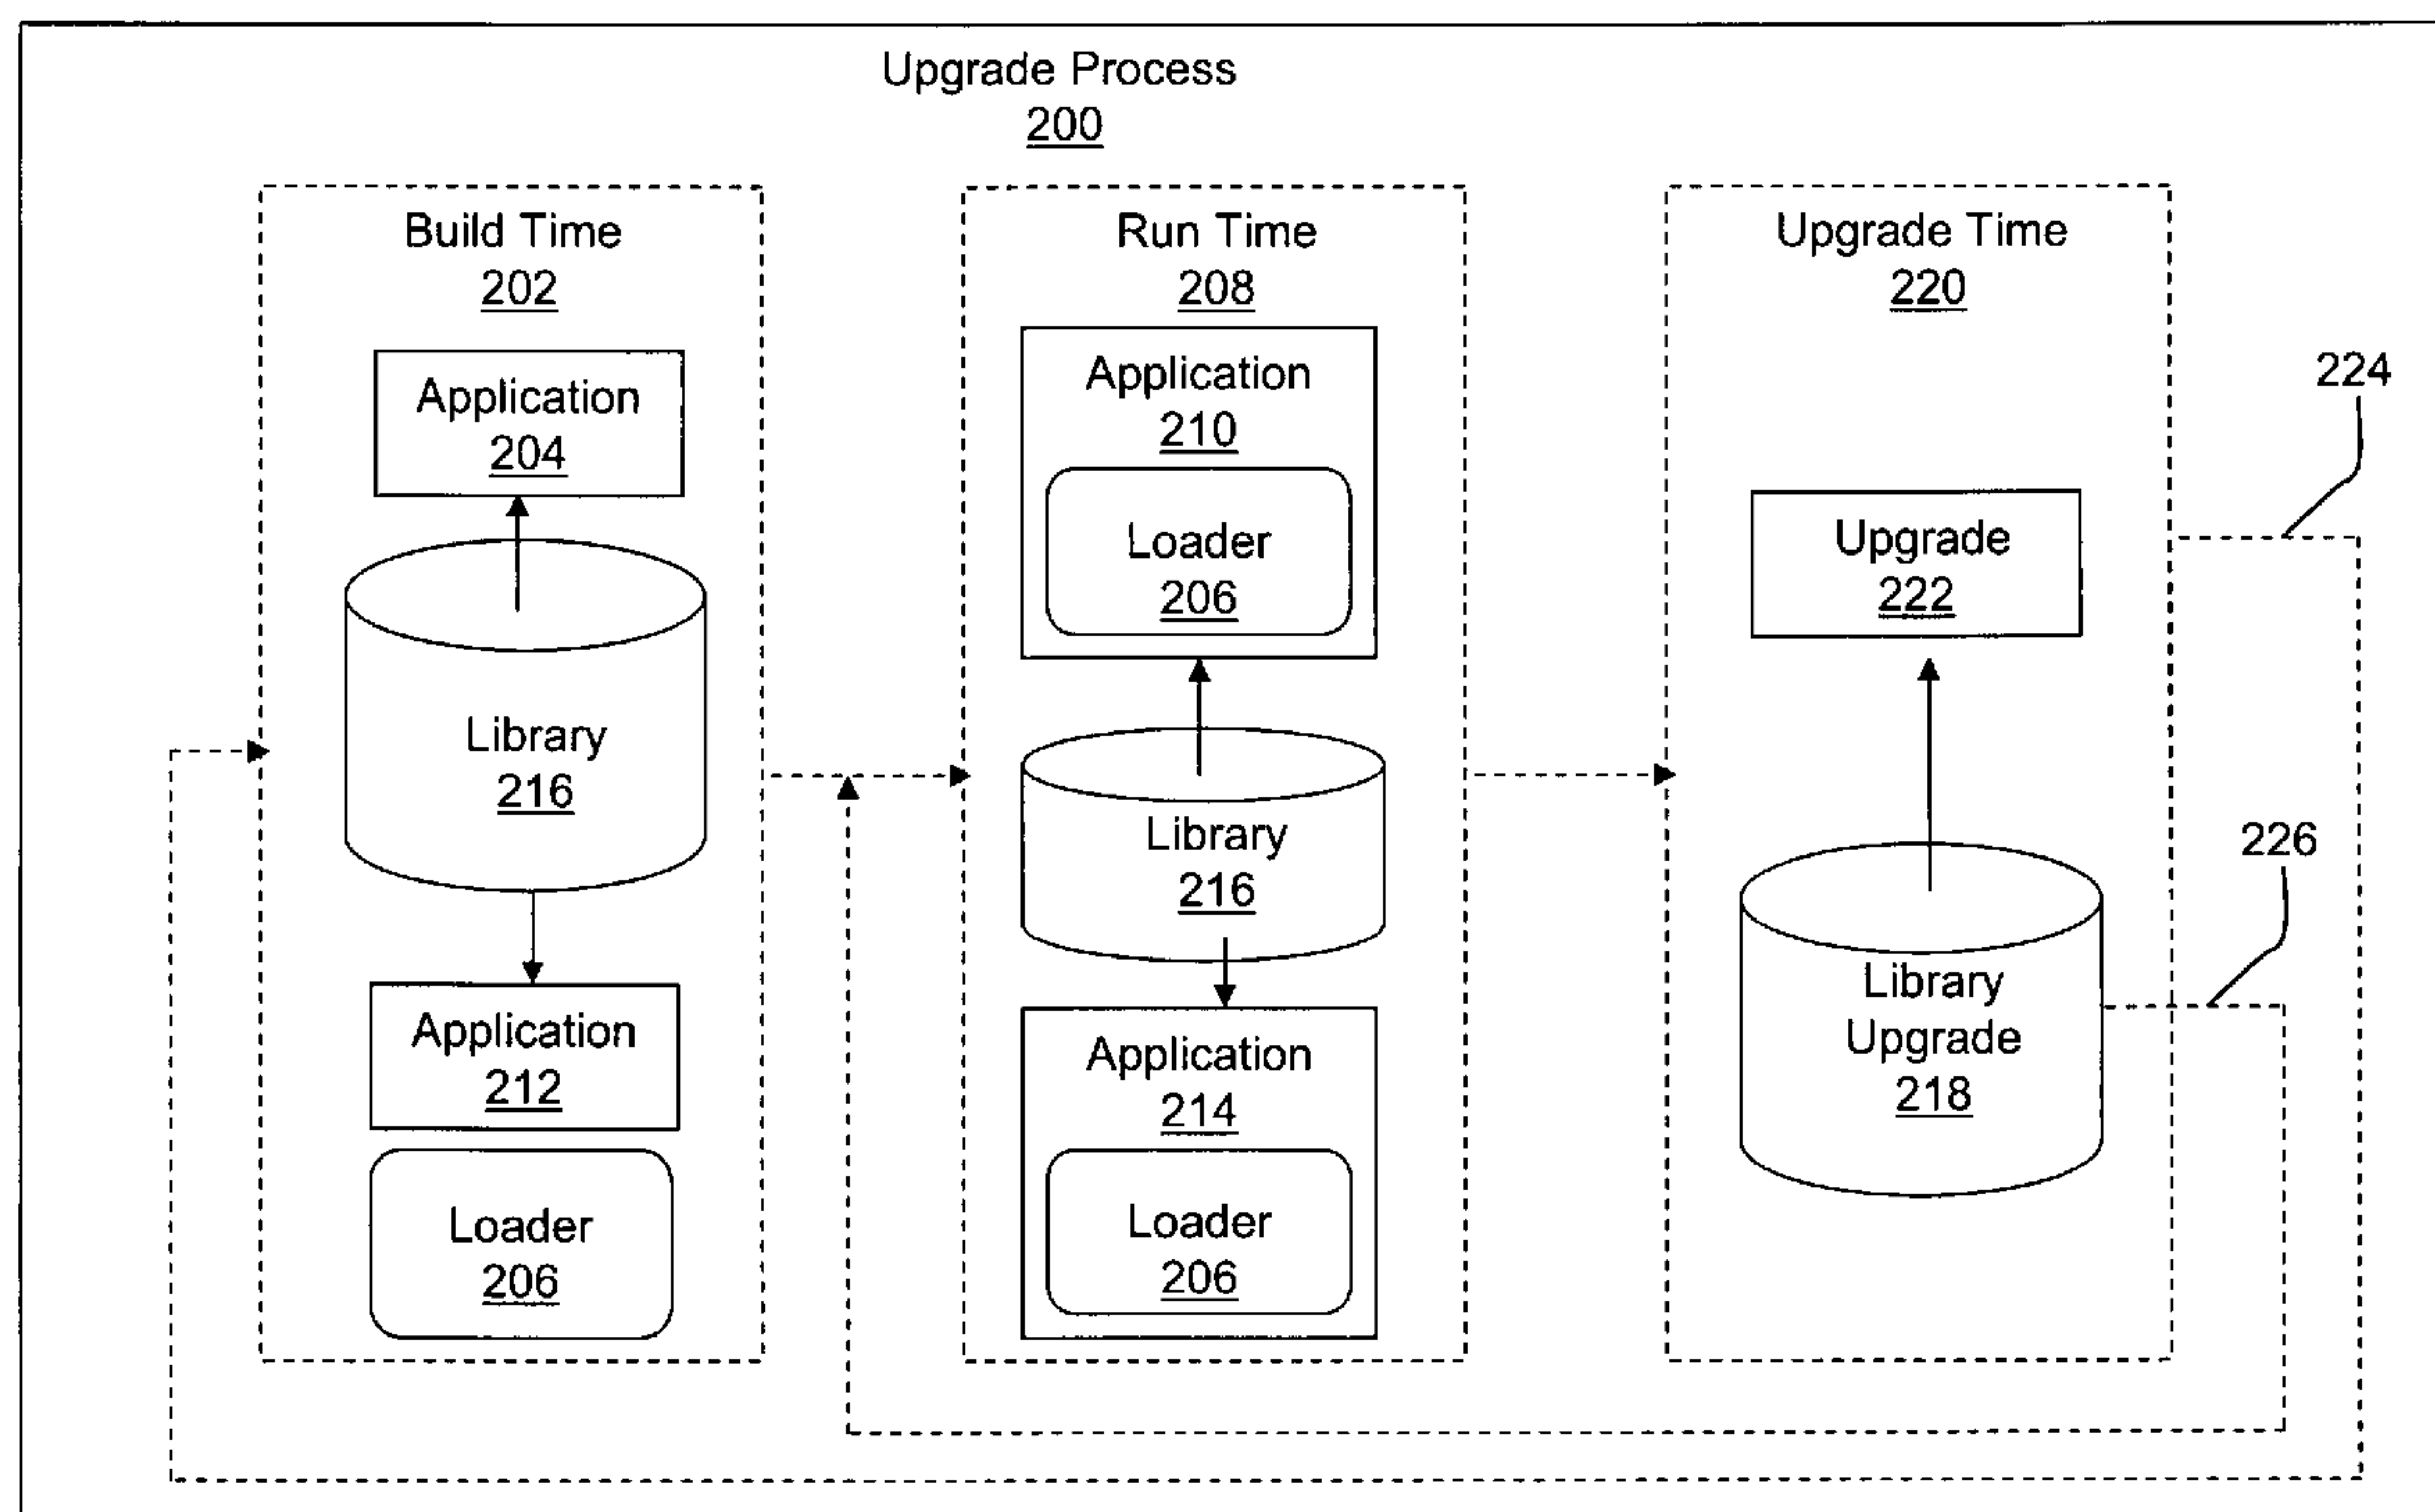 Upgrade Process
200
Build Time
202
Application
204
Library
216
Application
212
Loader
206
Run Time
208
Application
210
Loader
206
Library
216
Application
214
Loader
206
Upgrade Time
220
Upgrade
222
Library
Upgrade
218
224
226